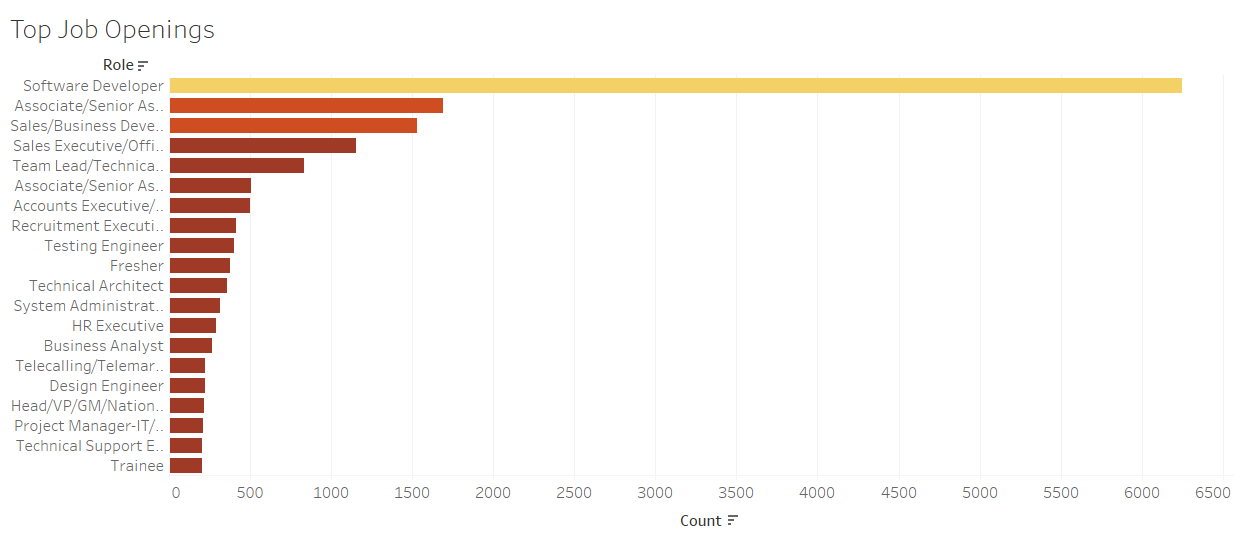 Top Job Openings
Role
Software Developer
Associate/Senior As..
Sales/Business Deve..
Sales Executive/Offi..
Team Lead/Technica..
Associate/Senior As..
Accounts Executive/..
Recruitment Executi..
Testing Engineer
Fresher
Technical Architect
System Administrat..
HR Executive
Business Analyst
Telecalling/Telemar..
Design Engineer
Head/VP/GM/Nation..
Project Manager-IT/..
Technical Support E..
Trainee
0 500 1000 1500 2000 2500 3000 3500 4000 4500 5000 5500 6000 6500
Count